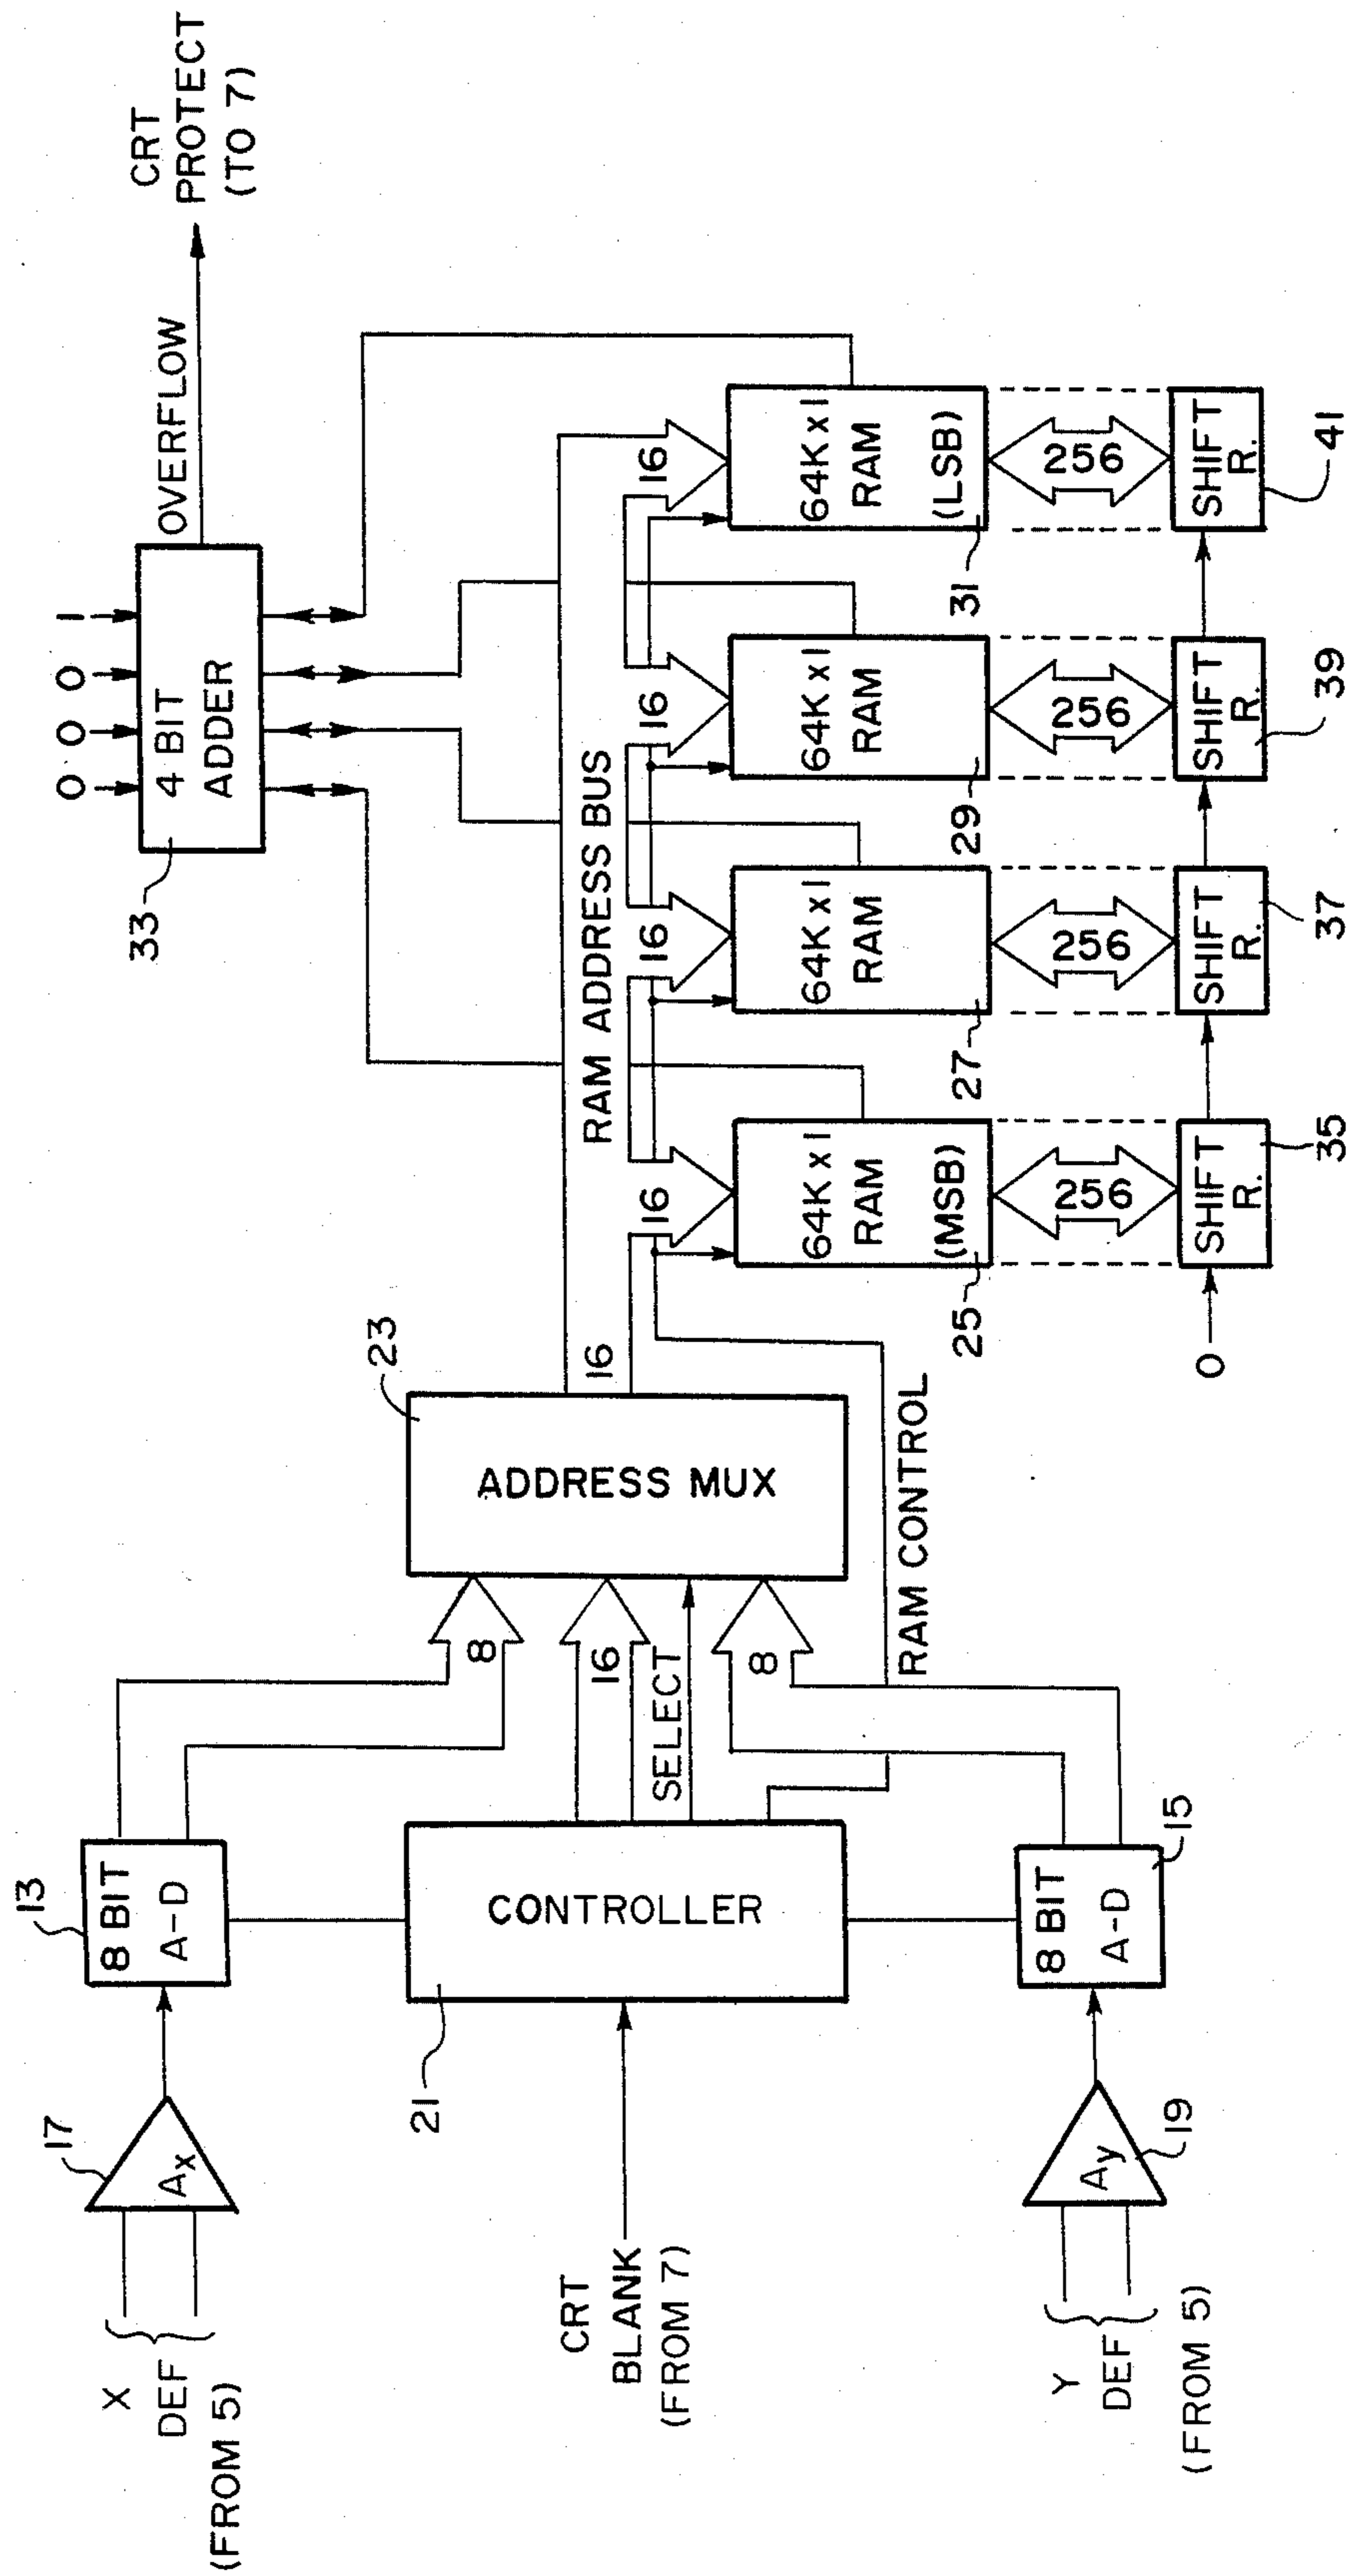 X
DEF
(FROM 5)
17
Ax
13
8 BIT
A-D
CRT
BLANK
(FROM 7)
21
CONTROLLER
Y
DEF
(FROM 5)
19
Ay
15
8 BIT
A-D
8
16
SELECT
8
RAM CONTROL
23
ADDRESS MUX
16
RAM ADDRESS BUS
33
4 BIT
ADDER
0 0 0 1
OVERFLOW
CRT
PROTECT
(TO 7)
16
16
16
16
64K x 1
RAM
(MSB)
25
64K x 1
RAM
27
64K x 1
RAM
29
64K x 1
RAM
(LSB)
31
256
256
256
256
0
SHIFT
R.
35
SHIFT
R.
37
SHIFT
R.
39
SHIFT
R.
41